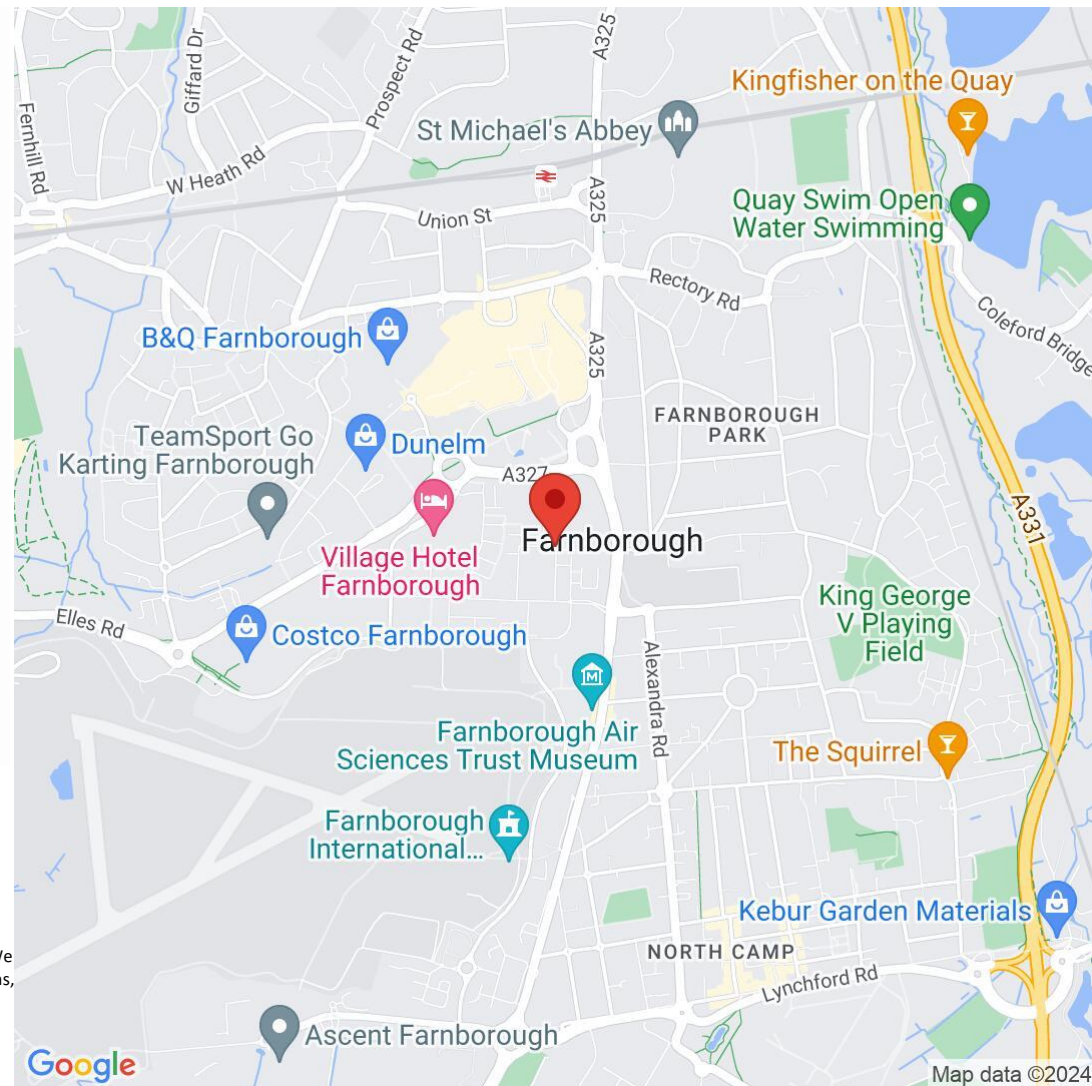 A325
Giffard Dr
Prospect Rd
Kingfisher on the Quay
Fernhill Rd
St Michael's Abbey
W Heath Rd
A325
Union St
Quay Swim Open
Water Swimming
Rectory Rd
Coleford Bridge
B&Q Farnborough
A325
FARNBOROUGH
PARK
TeamSport Go
Karting Farnborough
Dunelm
A327
A331
Farnborough
Village Hotel
Farnborough
King George
V Playing
Field
Elles Rd
Costco Farnborough
Alexandra Rd
Farnborough Air
Sciences Trust Museum
The Squirrel
Farnborough
International...
Kebur Garden Materials
NORTH CAMP
Lynchford Rd
Ascent Farnborough
Google
Map data ©2024